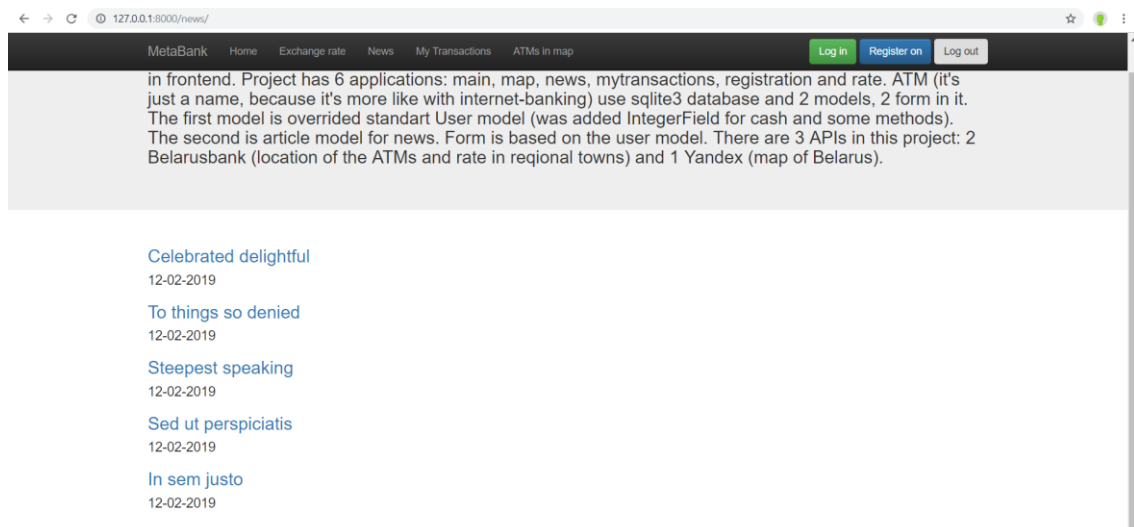 127.0.0.1:8000/news/
MetaBank Home Exchange rate News My Transactions ATMs in map Log in Register on Log out
in frontend. Project has 6 applications: main, map, news, mytransactions, registration and rate. ATM (it's
just a name, because it's more like with internet-banking) use sqlite3 database and 2 models, 2 form in it.
The first model is overrided standart User model (was added IntegerField for cash and some methods).
The second is article model for news. Form is based on the user model. There are 3 APIs in this project: 2
Belarusbank (location of the ATMs and rate in reqional towns) and 1 Yandex (map of Belarus).
Celebrated delightful
12-02-2019
To things so denied
12-02-2019
Steepest speaking
12-02-2019
Sed ut perspiciatis
12-02-2019
In sem justo
12-02-2019